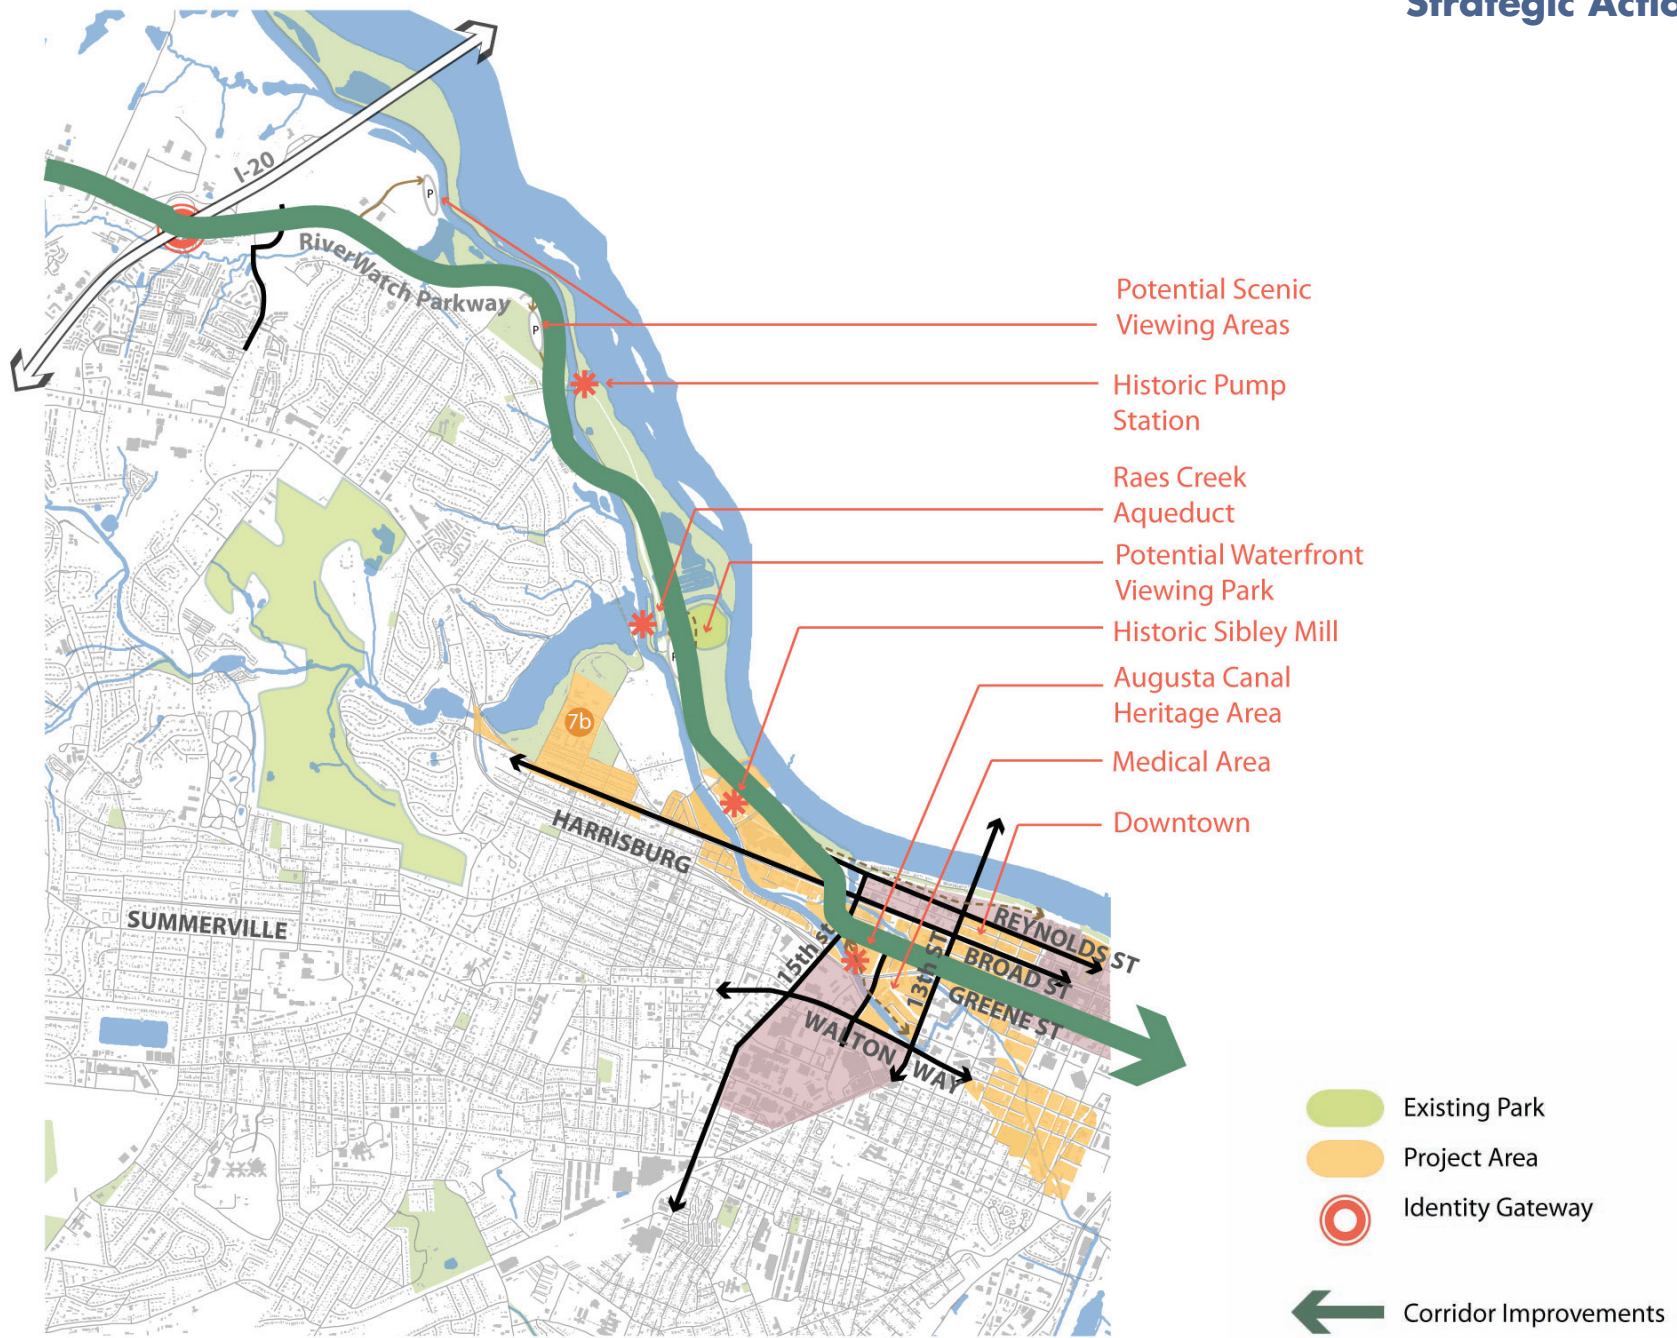 Strategic Actio
I-20
P
RiverWatch Parkway
P
Potential Scenic
Viewing Areas
Historic Pump
Station
Raes Creek
Aqueduct
Potential Waterfront
Viewing Park
Historic Sibley Mill
P
Augusta Canal
Heritage Area
7b
Medical Area
HARRISBURG
Downtown
SUMMERVILLE
REYNOLDS ST
15th st
BROAD ST
13th ST
GREENE ST
WALTON WAY
Existing Park
Project Area
Identity Gateway
Corridor Improvements